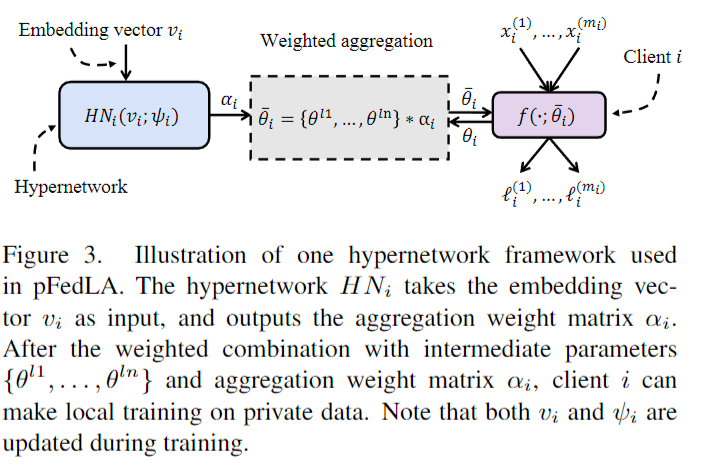 Embedding vector v_i
Weighted aggregation
x_i^{(1)}, ..., x_i^{(m_i)}
Client i
HN_i(v_i; ψ_i)
α_i
θ̄_i = {θ^{l1}, ..., θ^{ln}} * α_i
θ̄_i
θ_i
f(·; θ̄_i)
Hypernetwork
ℓ_i^{(1)}, ..., ℓ_i^{(m_i)}
Figure 3. Illustration of one hypernetwork framework used
in pFedLA. The hypernetwork HN_i takes the embedding vec-
tor v_i as input, and outputs the aggregation weight matrix α_i.
After the weighted combination with intermediate parameters
{θ^{l1}, . . . , θ^{ln}} and aggregation weight matrix α_i, client i can
make local training on private data. Note that both v_i and ψ_i are
updated during training.